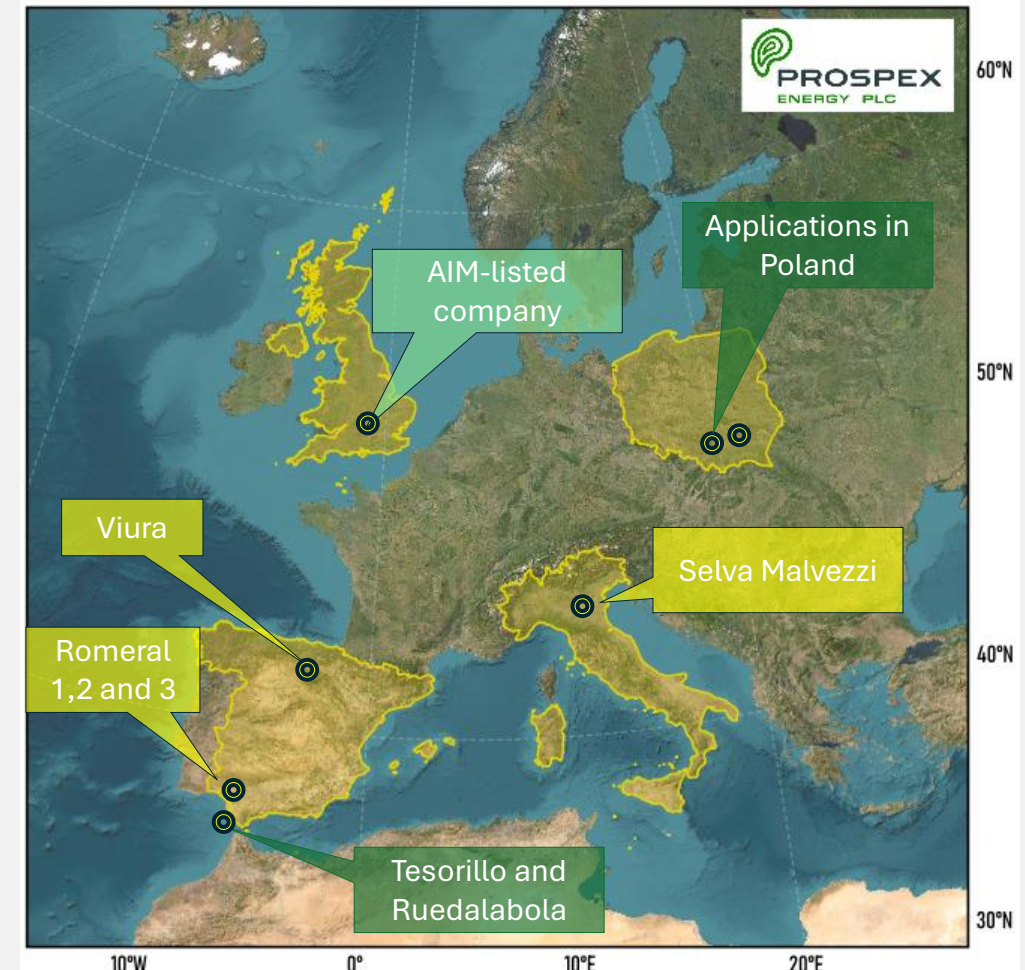 PROSPEX
ENERGY PLC
60°N
Applications in
Poland
AIM-listed
company
50°N
Viura
Selva Malvezzi
Romeral
1,2 and 3
40°N
Tesorillo and
Ruedalabola
30°N
10°W
0°
10°E
20°E